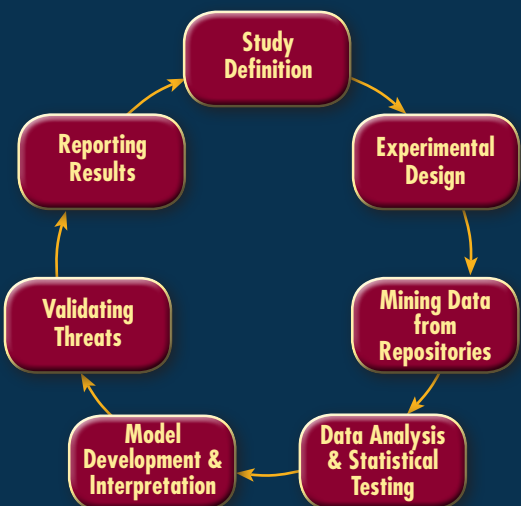 Study
Definition
Experimental
Design
Mining Data
from
Repositories
Data Analysis
& Statistical
Testing
Model
Development &
Interpretation
Validating
Threats
Reporting
Results